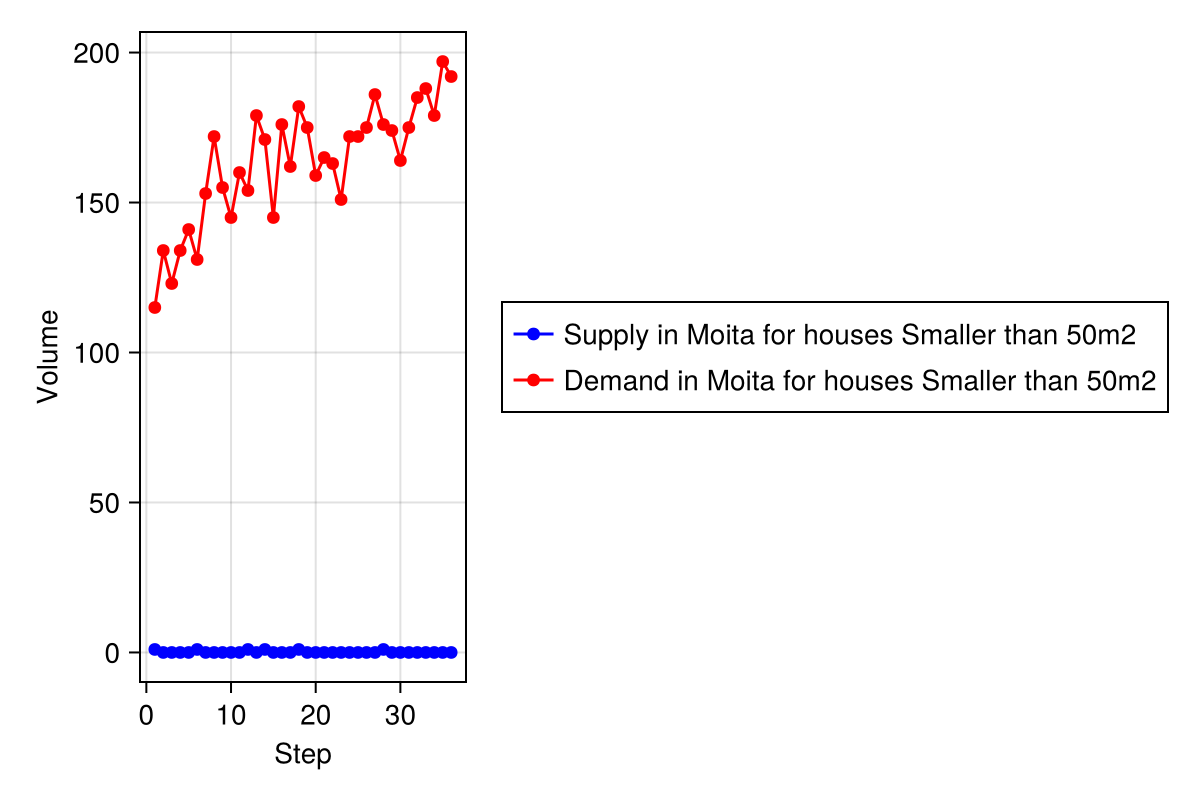 200
150
100
50
0
Volume
0 10 20 30
Step
Supply in Moita for houses Smaller than 50m2
Demand in Moita for houses Smaller than 50m2